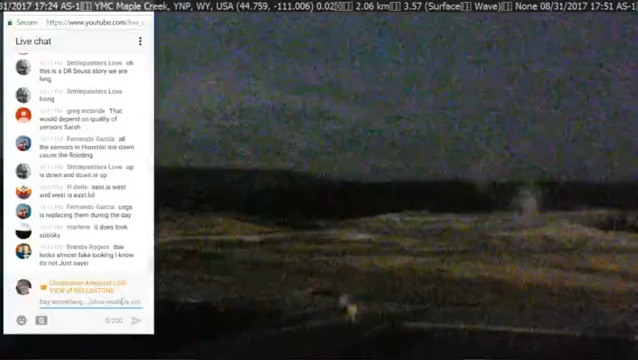 31/2017 17:24 AS-1 YMC Maple Creek, YNP, WY, USA (44.759, -111.006) 0.02 2.06 km 3.57 (Surface Wave) None 08/31/2017 17:51 AS-1
Secure https://www.youtube.com/live_c
Live chat
Smilepainters Love oh
this is a DR Seuss story we are
Smilepainters Love
living
greg mcbride That
would depend on quality of
sensors Sarah
Fernando Garcia all
the sensors in Houston are down
cause the flooding
Smilepainters Love up
is down and down is up
east is west
and west is east lol
Fernando Garcia usgs
is replacing them during the day
marlene it does look
spooky
Brenda Rogers this
looks almost fake looking I know
its not Just sayin
Christopher LIVE
VIEW of HELLASTONE
Say something... (slow mode is on)
0/200